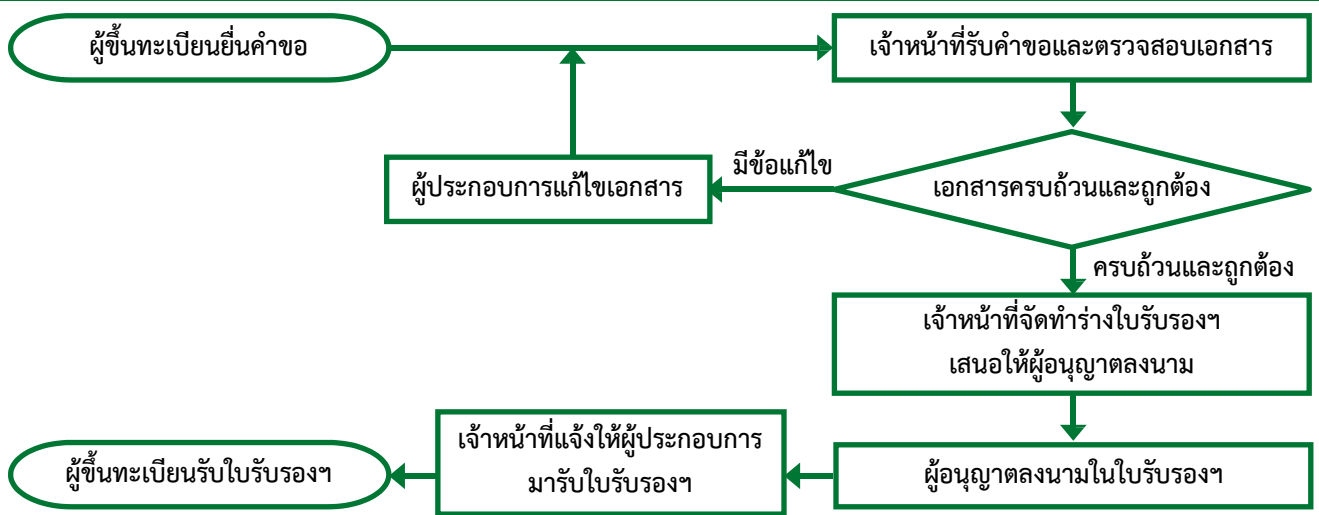 ผู้ขึ้นทะเบียนยื่นคำขอ
เจ้าหน้าที่รับคำขอและตรวจสอบเอกสาร
มีข้อแก้ไข
ผู้ประกอบการแก้ไขเอกสาร
เอกสารครบถ้วนและถูกต้อง
ครบถ้วนและถูกต้อง
เจ้าหน้าที่จัดทำร่างใบรับรองฯ
เสนอให้ผู้อนุญาตลงนาม
ผู้อนุญาตลงนามในใบรับรองฯ
เจ้าหน้าที่แจ้งให้ผู้ประกอบการ
มารับใบรับรองฯ
ผู้ขึ้นทะเบียนรับใบรับรองฯ